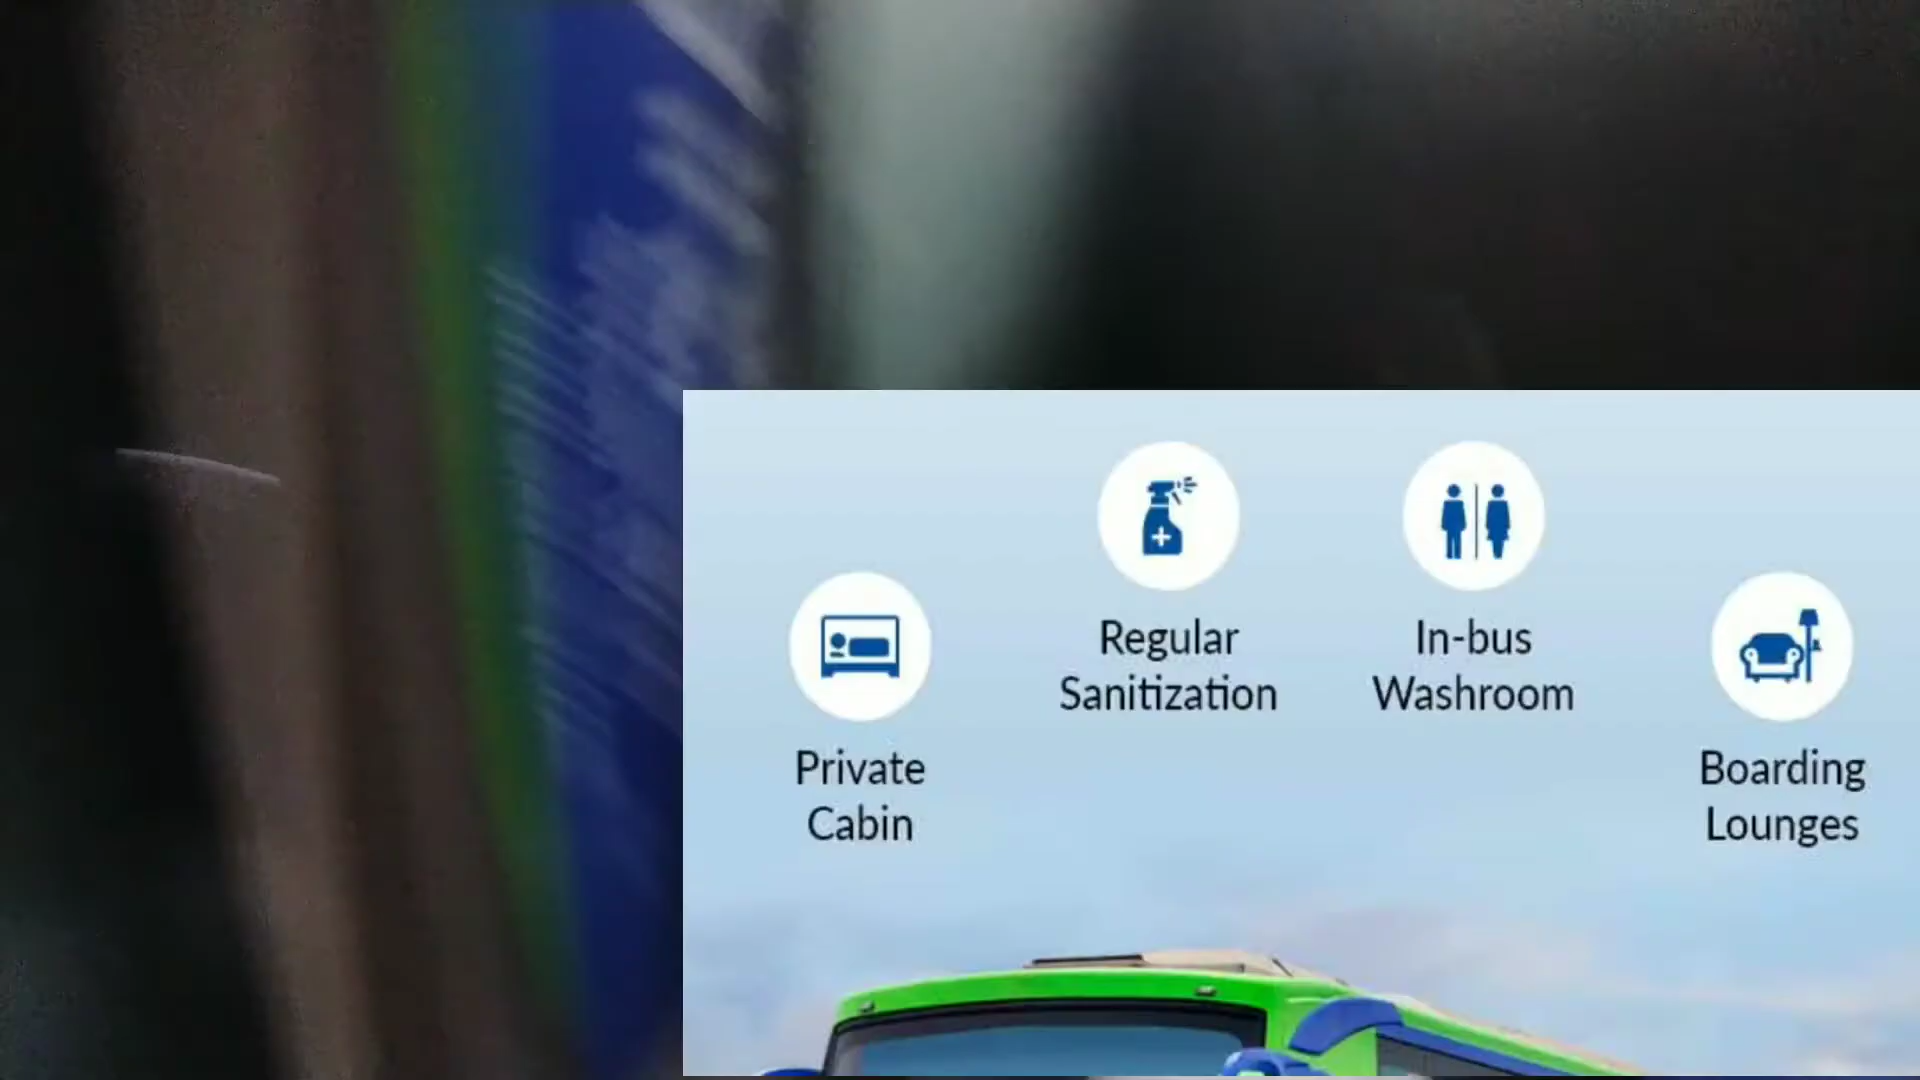 Regular
Sanitization
In-bus
Washroom
Private
Cabin
Boarding
Lounges